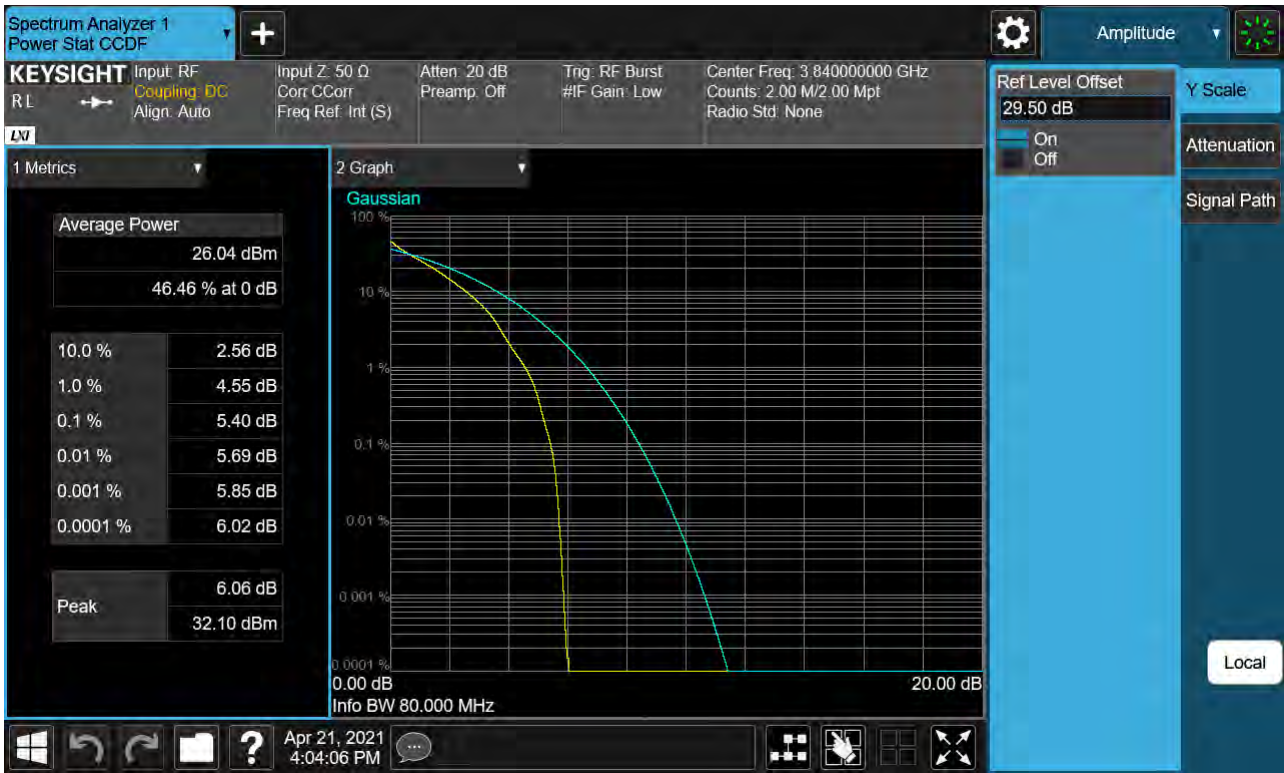 Spectrum Analyzer 1
Power Stat CCDF
+
Amplitude
KEYSIGHT
RL
LXI
Input: RF
Coupling: DC
Align: Auto
Input Z: 50 Ω
Corr CCorr
Freq Ref: Int (S)
Atten: 20 dB
Preamp: Off
Trig: RF Burst
#IF Gain: Low
Center Freq: 3.840000000 GHz
Counts: 2.00 M/2.00 Mpt
Radio Std: None
Ref Level Offset
29.50 dB
On
Off
Y Scale
Attenuation
Signal Path
Local
1 Metrics
Average Power
26.04 dBm
46.46 % at 0 dB
10.0 % 2.56 dB
1.0 % 4.55 dB
0.1 % 5.40 dB
0.01 % 5.69 dB
0.001 % 5.85 dB
0.0001 % 6.02 dB
Peak
6.06 dB
32.10 dBm
2 Graph
Gaussian
100 %
10 %
1 %
0.1 %
0.01 %
0.001 %
0.0001 %
0.00 dB 20.00 dB
Info BW 80.000 MHz
?
Apr 21, 2021
4:04:06 PM